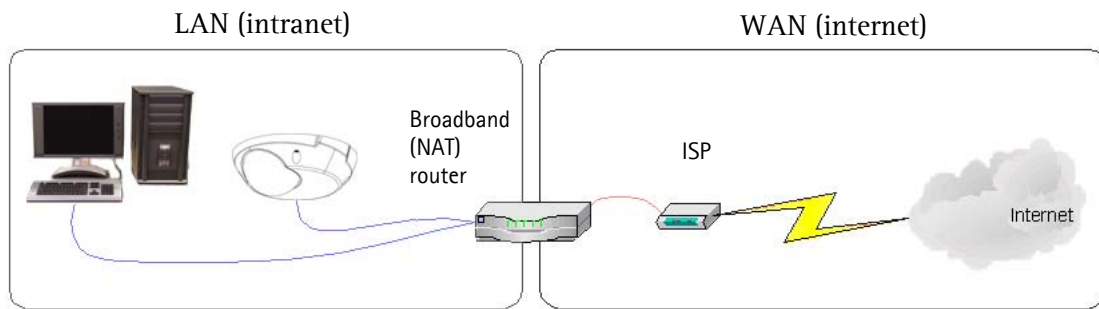 LAN (intranet)
WAN (internet)
Broadband
(NAT)
router
ISP
Internet